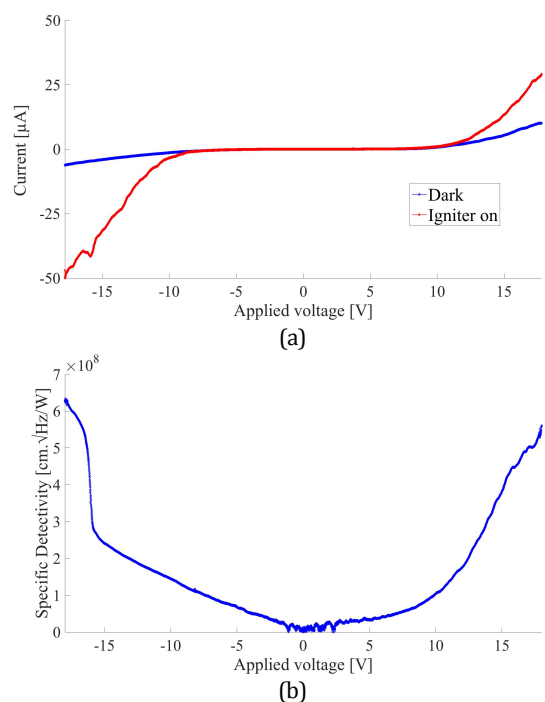 50
25
0
-25
-50
Current [µA]
Dark
Igniter on
-15 -10 -5 0 5 10 15
Applied voltage [V]
(a)
×10⁸
7
6
5
4
3
2
1
0
Specific Detectivity [cm.√Hz/W]
-15 -10 -5 0 5 10 15
Applied voltage [V]
(b)